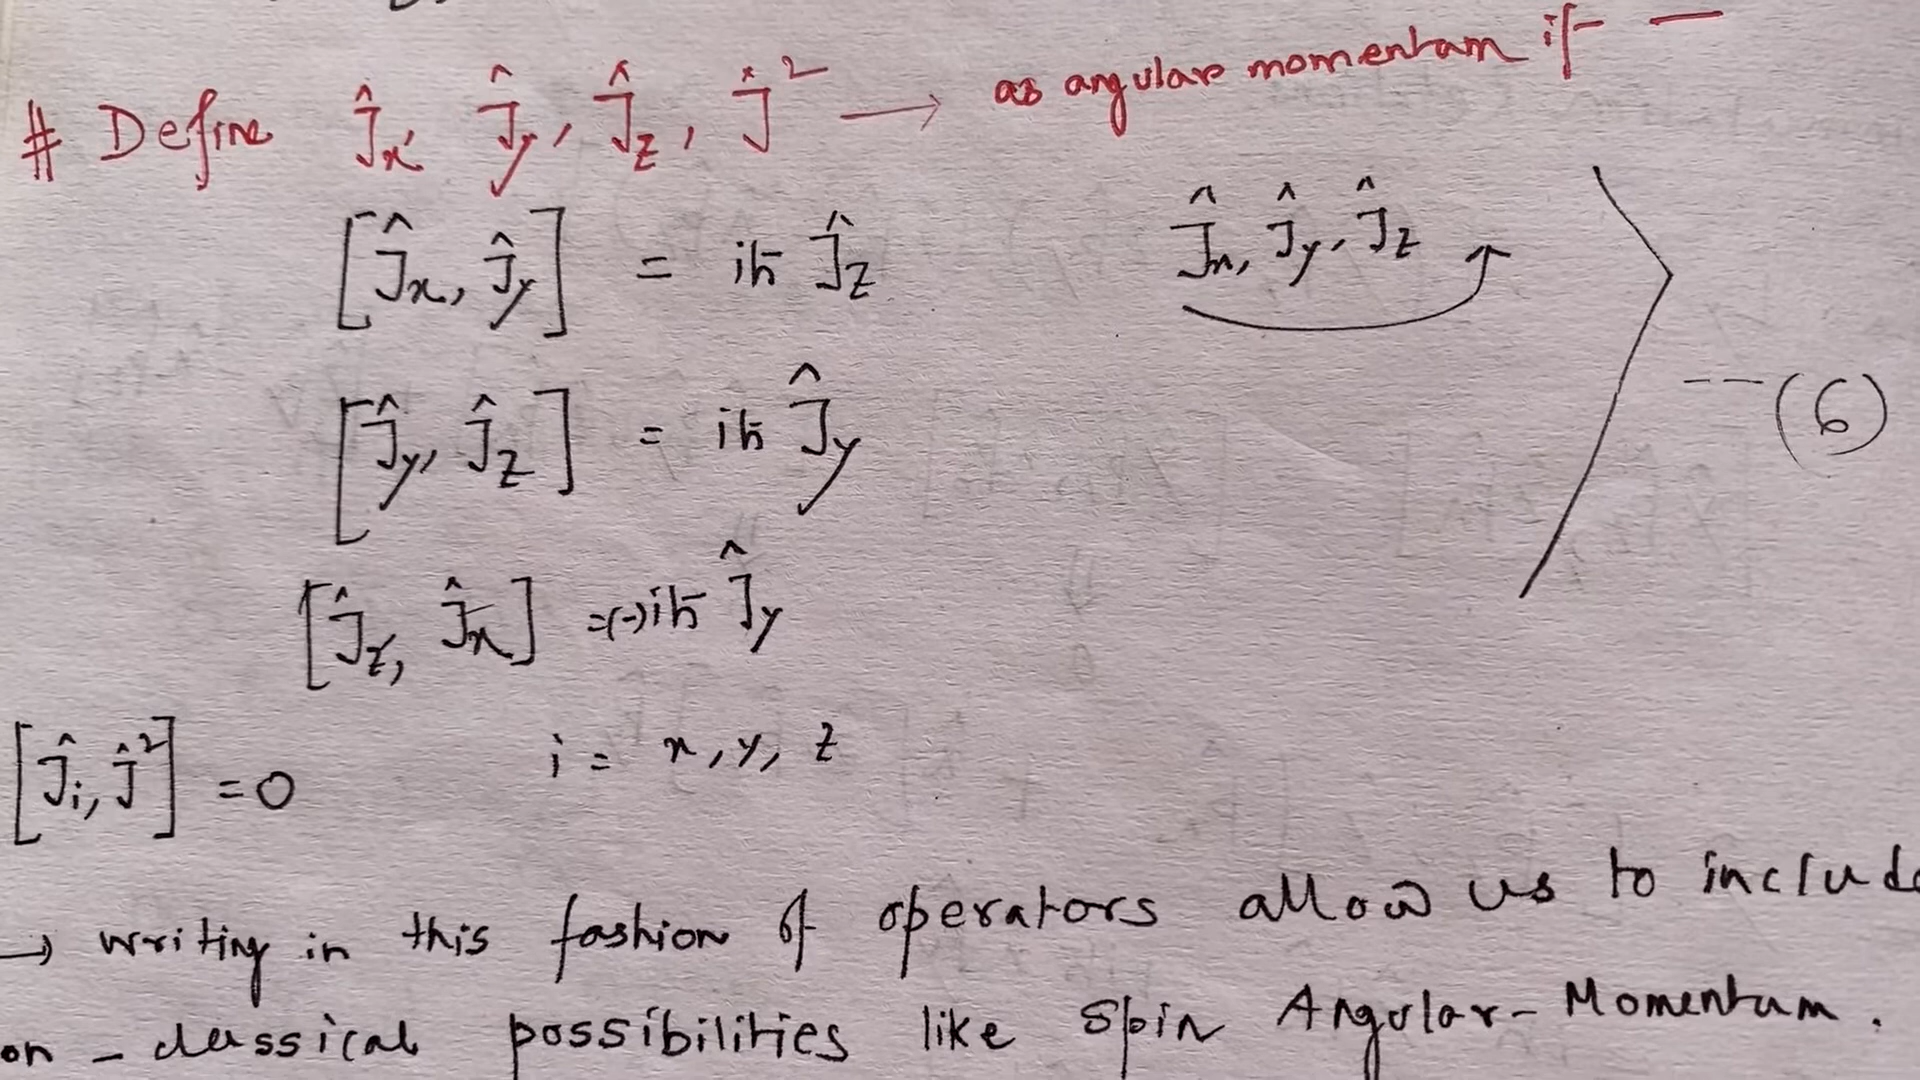 # Define Ĵx, Ĵy, Ĵz, Ĵ² → as angular momentum if —
[Ĵx, Ĵy] = iħ Ĵz Ĵx, Ĵy, Ĵz
[Ĵy, Ĵz] = iħ Ĵy ---(6)
[Ĵz, Ĵx] =(-)iħ Ĵy
[Ĵi, Ĵ²] = 0 i = x, y, z
→ writing in this fashion of operators allow us to include
on-classical possibilities like Spin Angular-Momentum.